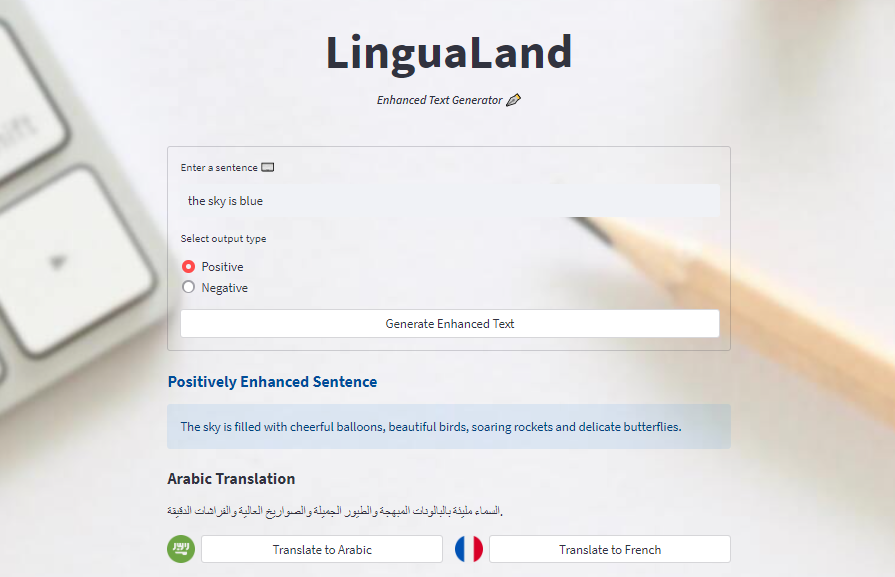 LinguaLand
Enhanced Text Generator
Enter a sentence
the sky is blue
Select output type
Positive
Negative
Generate Enhanced Text
Positively Enhanced Sentence
The sky is filled with cheerful balloons, beautiful birds, soaring rockets and delicate butterflies.
Arabic Translation
السماء مليئة بالبالونات المبهجة والطيور الجميلة والصواريخ العالية والفراشات الدقيقة.
Translate to Arabic
Translate to French